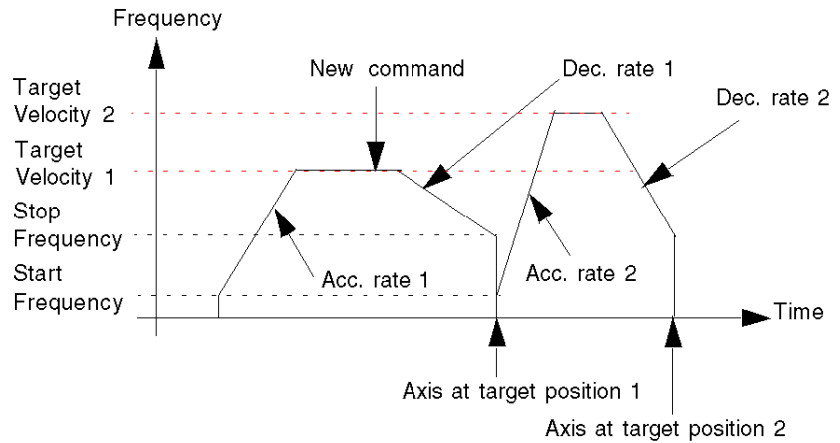 Frequency
New command
Dec. rate 1
Target
Velocity 2
Dec. rate 2
Target
Velocity 1
Stop
Frequency
Start
Frequency
Acc. rate 1
Acc. rate 2
Time
Axis at target position 1
Axis at target position 2